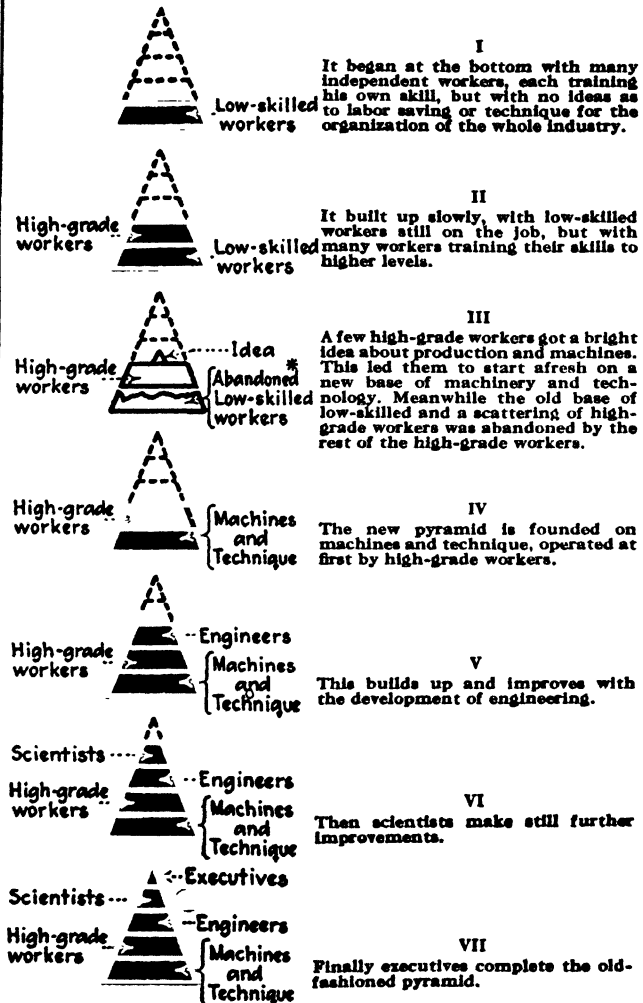 I
It began at the bottom with many
independent workers, each training
his own skill, but with no ideas as
to labor saving or technique for the
organization of the whole industry.
Low-skilled
workers
II
It built up slowly, with low-skilled
workers still on the job, but with
many workers training their skills to
higher levels.
High-grade
workers
Low-skilled
workers
III
A few high-grade workers got a bright
idea about production and machines.
This led them to start afresh on a
new base of machinery and tech-
nology. Meanwhile the old base of
low-skilled and a scattering of high-
grade workers was abandoned by the
rest of the high-grade workers.
Idea
High-grade
workers
Abandoned *
Low-skilled
workers
IV
The new pyramid is founded on
machines and technique, operated at
first by high-grade workers.
High-grade
workers
Machines
and
Technique
V
This builds up and improves with
the development of engineering.
Engineers
High-grade
workers
Machines
and
Technique
VI
Then scientists make still further
improvements.
Scientists
Engineers
High-grade
workers
Machines
and
Technique
VII
Finally executives complete the old-
fashioned pyramid.
Executives
Scientists
Engineers
High-grade
workers
Machines
and
Technique